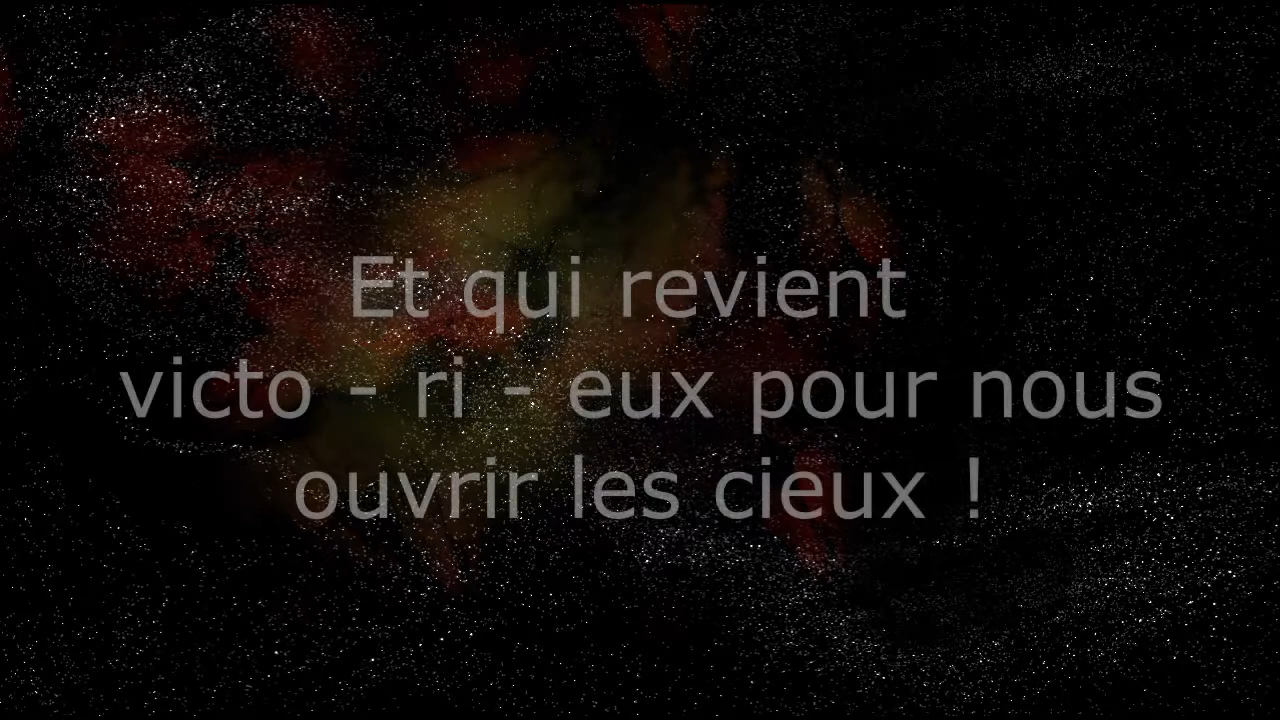 Et qui revient
victo - ri - eux pour nous
ouvrir les cieux !